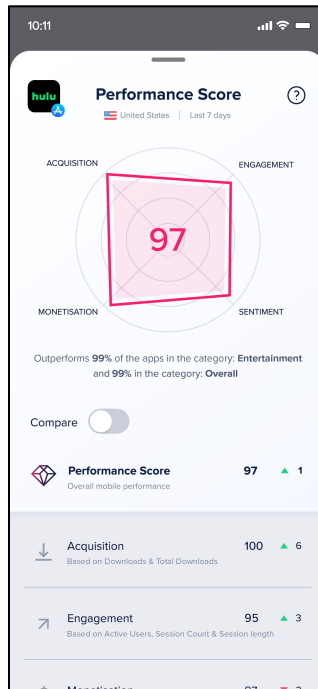 10:11
hulu
Performance Score
?
United States | Last 7 days
ACQUISITION
ENGAGEMENT
97
MONETISATION
SENTIMENT
Outperforms 99% of the apps in the category: Entertainment
and 99% in the category: Overall
Compare
Performance Score 97 ▲ 1
Overall mobile performance
Acquisition 100 ▲ 6
Based on Downloads & Total Downloads
Engagement 95 ▲ 3
Based on Active Users, Session Count & Session length